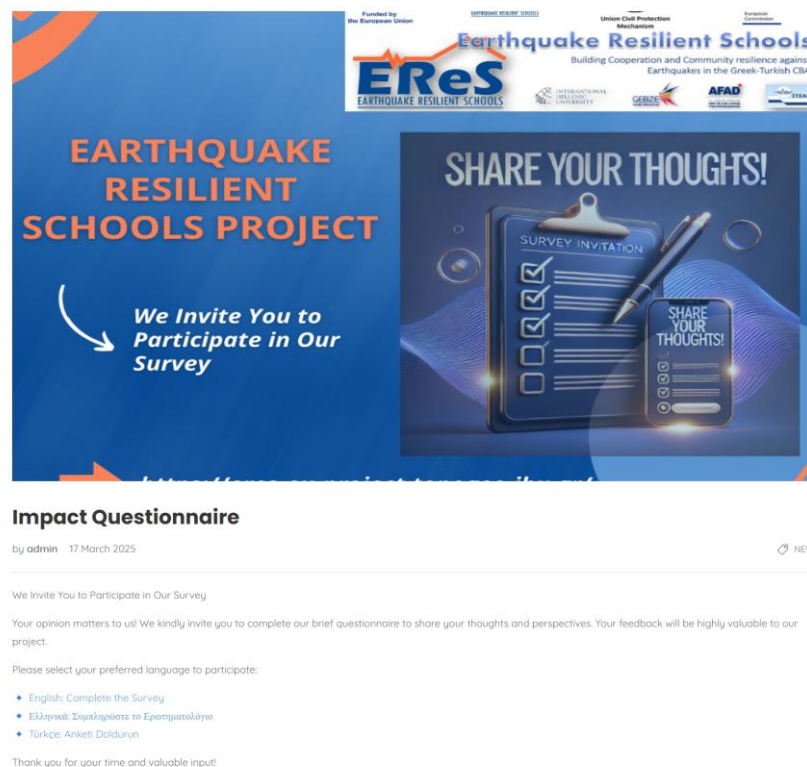 Funded by
the European Union
EARTHQUAKE RESILIENT SCHOOLS
Union Civil Protection
Mechanism
European
Commission
Earthquake Resilient Schools
Building Cooperation and Community resilience against
Earthquakes in the Greek-Turkish CBA
EReS
EARTHQUAKE RESILIENT SCHOOLS
INTERNATIONAL
HELLENIC
UNIVERSITY
GEBZE
AFAD
EARTHQUAKE
RESILIENT
SCHOOLS PROJECT
We Invite You to
Participate in Our
Survey
SHARE YOUR THOUGHTS!
SURVEY INVITATION
SHARE
YOUR
THOUGHTS!
Impact Questionnaire
by admin 17 March 2025
We Invite You to Participate in Our Survey
Your opinion matters to us! We kindly invite you to complete our brief questionnaire to share your thoughts and perspectives. Your feedback will be highly valuable to our
project.
Please select your preferred language to participate:
English: Complete the Survey
Ελληνικά: Συμπληρώστε το Ερωτηματολόγιο
Türkçe: Anketi Doldurun
Thank you for your time and valuable input!